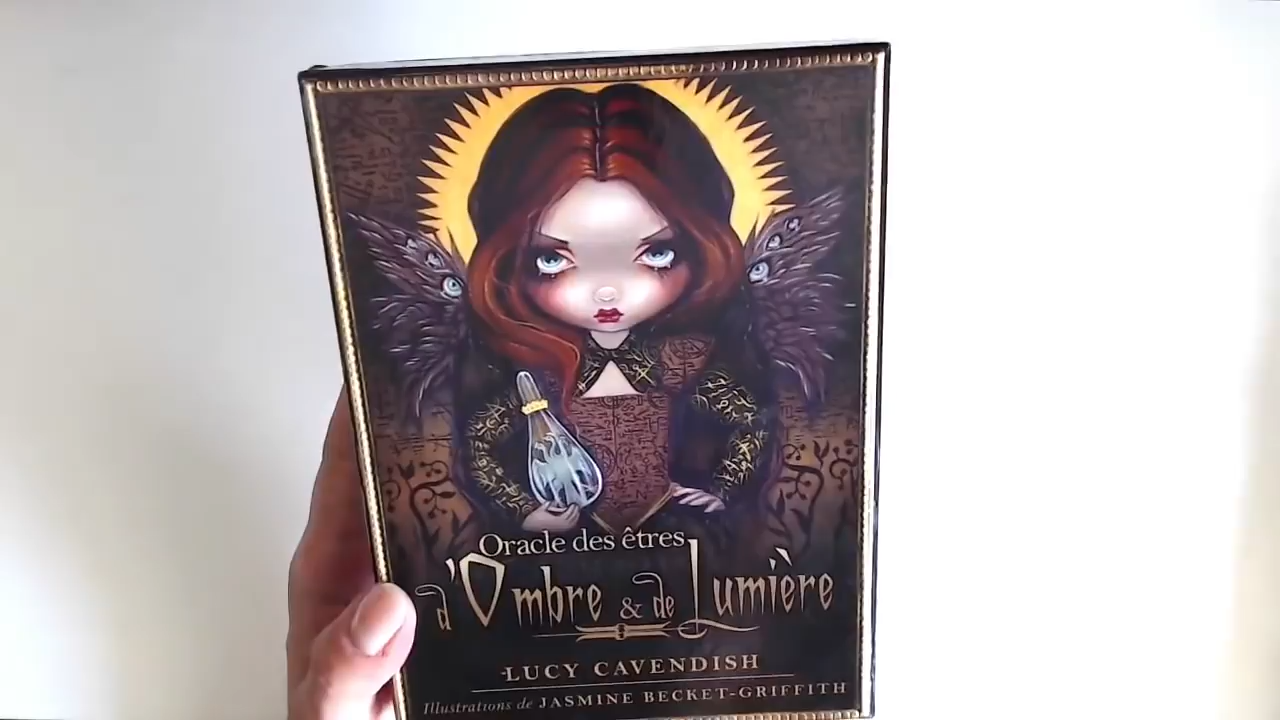 Oracle des êtres
d'Ombre & de Lumière
LUCY CAVENDISH
Illustrations de JASMINE BECKET-GRIFFITH